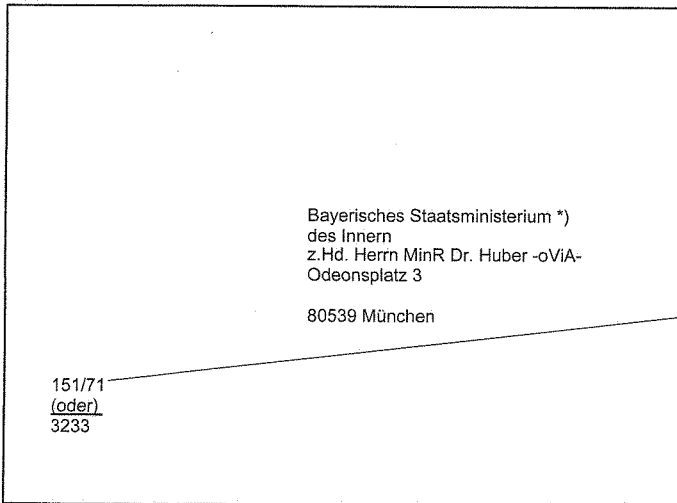 Bayerisches Staatsministerium *)
des Innern
z.Hd. Herrn MinR Dr. Huber -oViA-
Odeonsplatz 3
80539 München
151/71
(oder)
3233